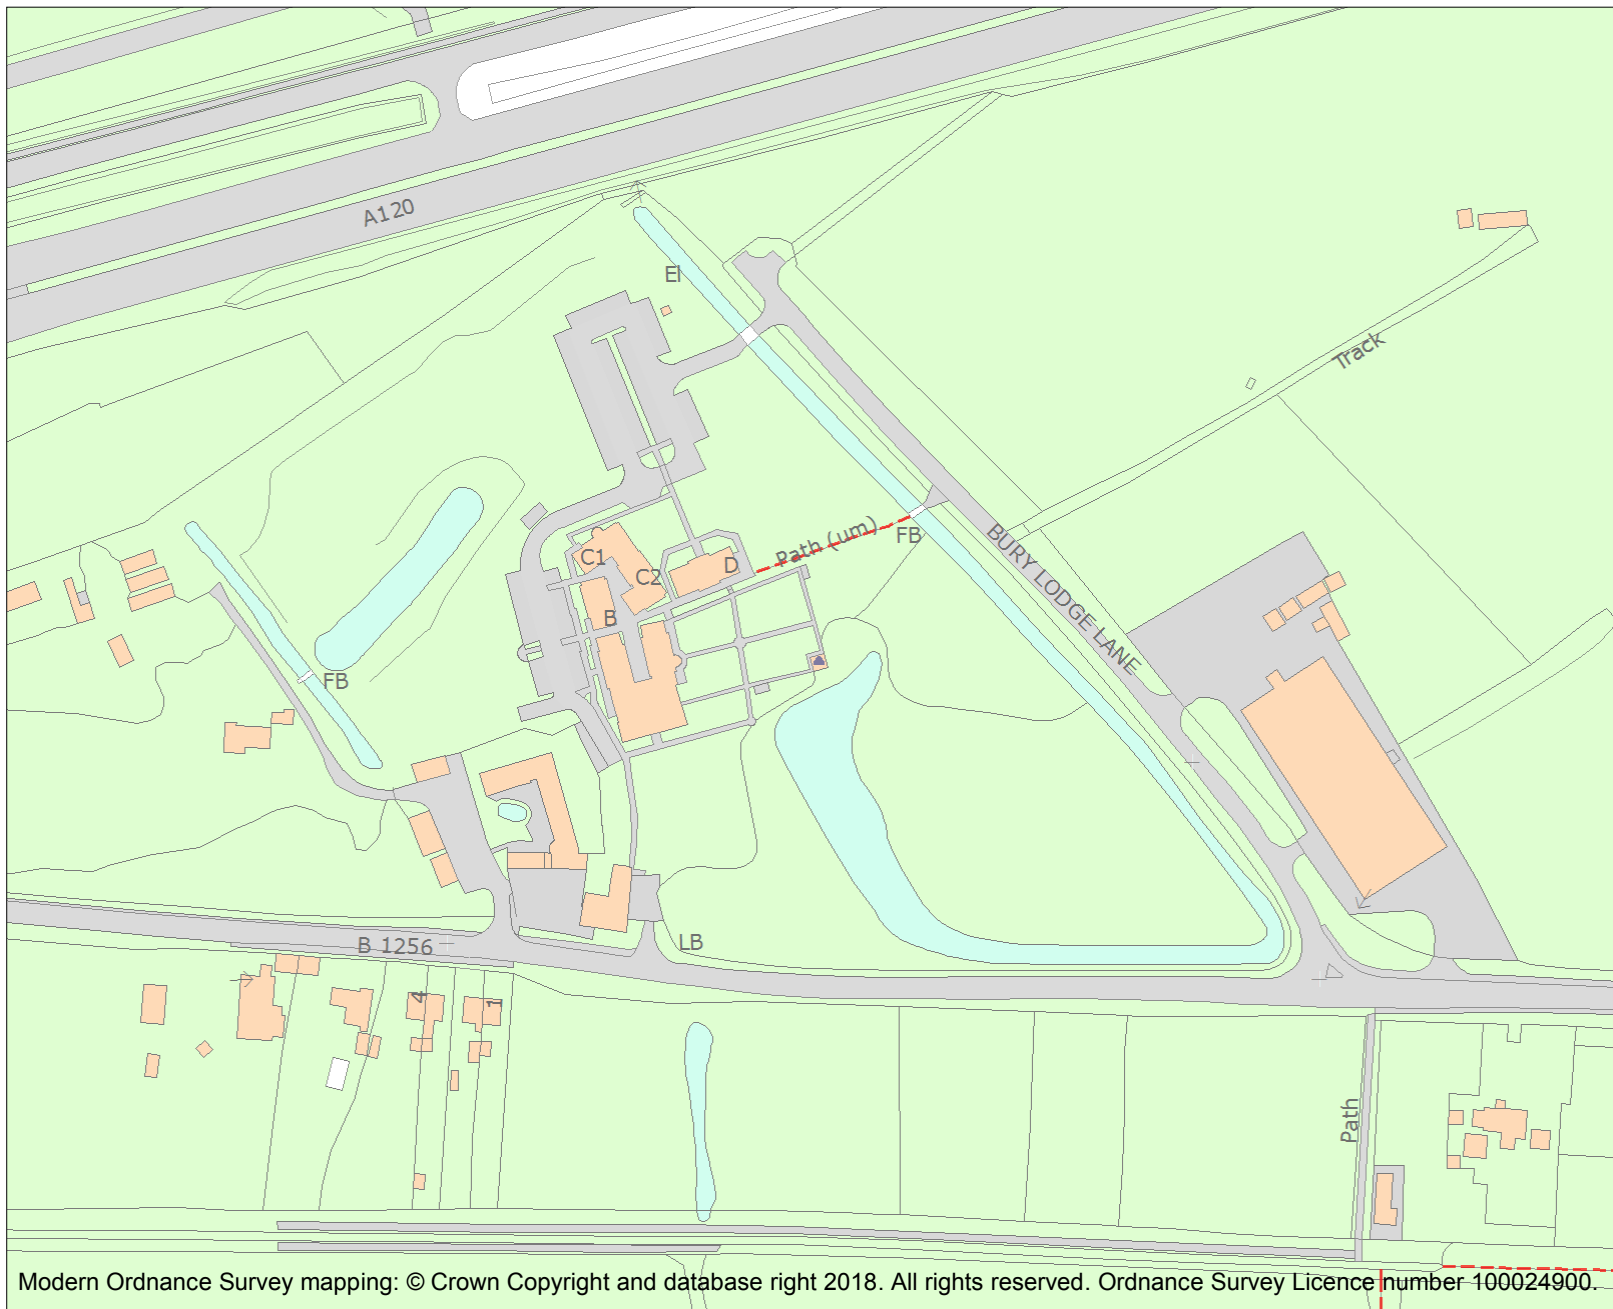 A120
El
Track
Path (um)
FB
C1
D
C2
BURY LODGE LANE
B
FB
LB
B 1256
4
1
Path
Modern Ordnance Survey mapping: © Crown Copyright and database right 2018. All rights reserved. Ordnance Survey Licence number 100024900.